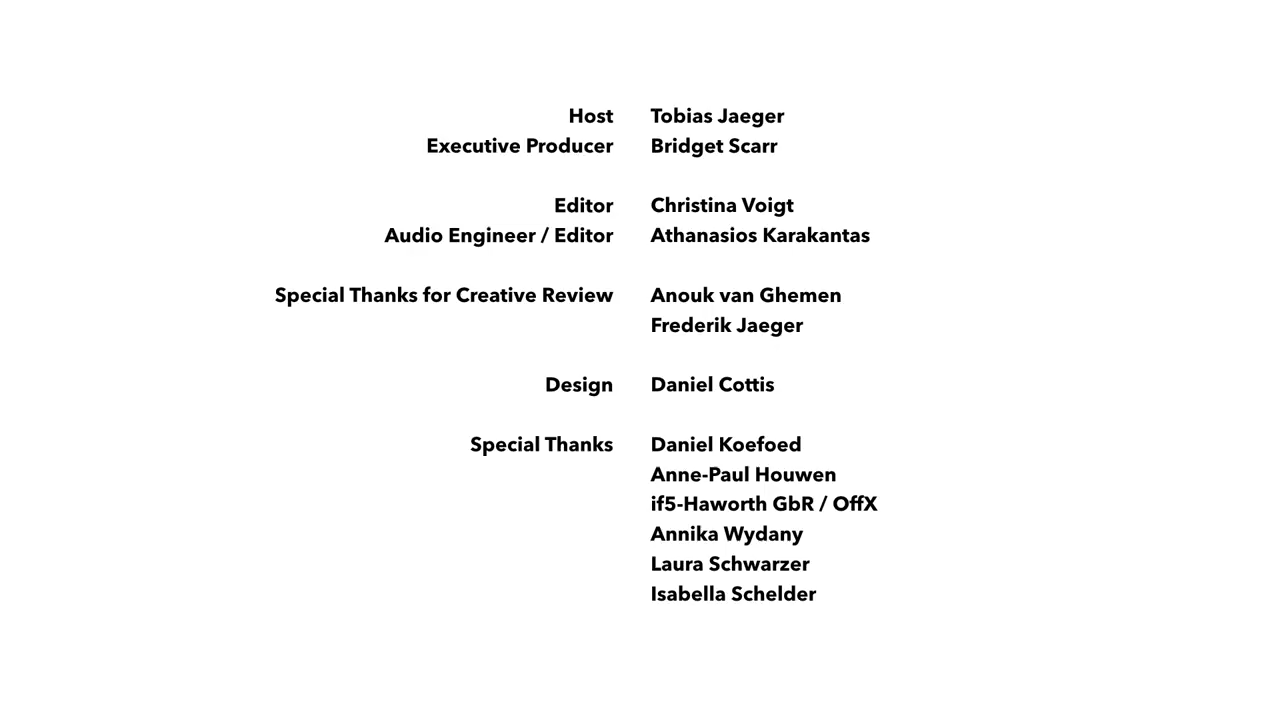 Host Tobias Jaeger
Executive Producer Bridget Scarr
Editor Christina Voigt
Audio Engineer / Editor Athanasios Karakantas
Special Thanks for Creative Review Anouk van Ghemen
Frederik Jaeger
Design Daniel Cottis
Special Thanks Daniel Koefoed
Anne-Paul Houwen
if5-Haworth GbR / OffX
Annika Wydany
Laura Schwarzer
Isabella Schelder